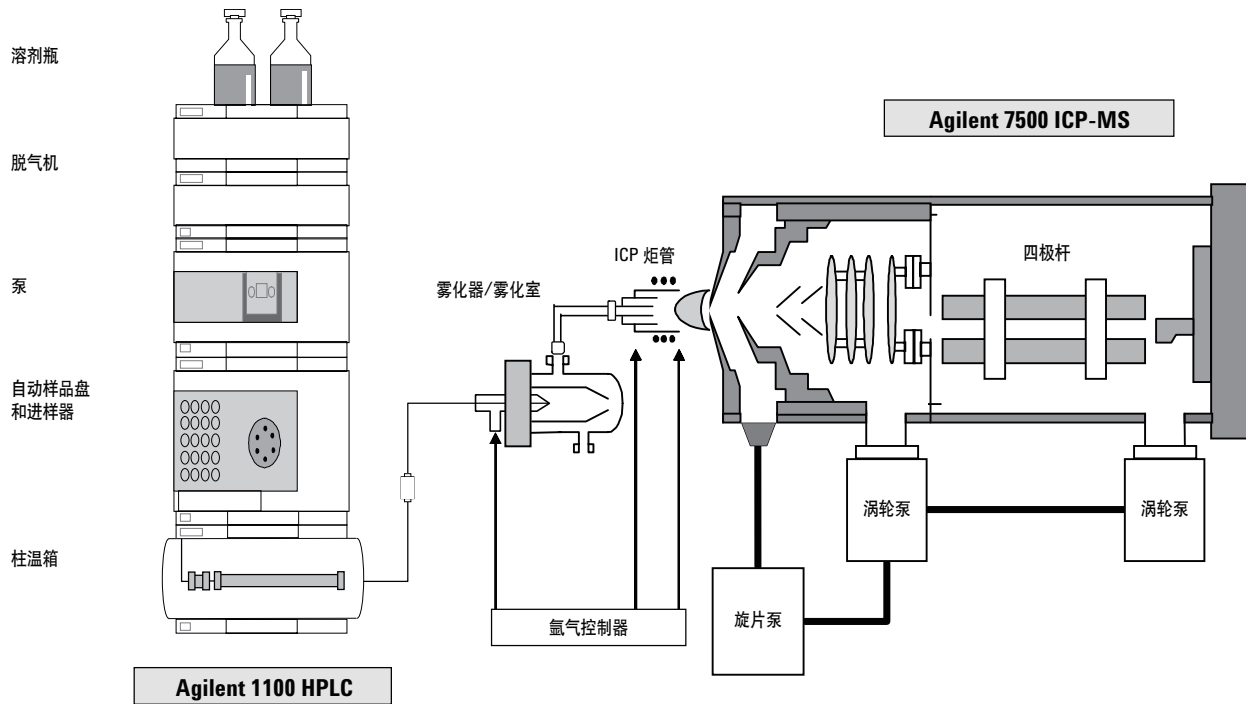 溶剂瓶
脱气机
泵
自动样品盘
和进样器
柱温箱
Agilent 1100 HPLC
雾化器/雾化室
ICP 炬管
氩气控制器
Agilent 7500 ICP-MS
四极杆
涡轮泵
涡轮泵
旋片泵